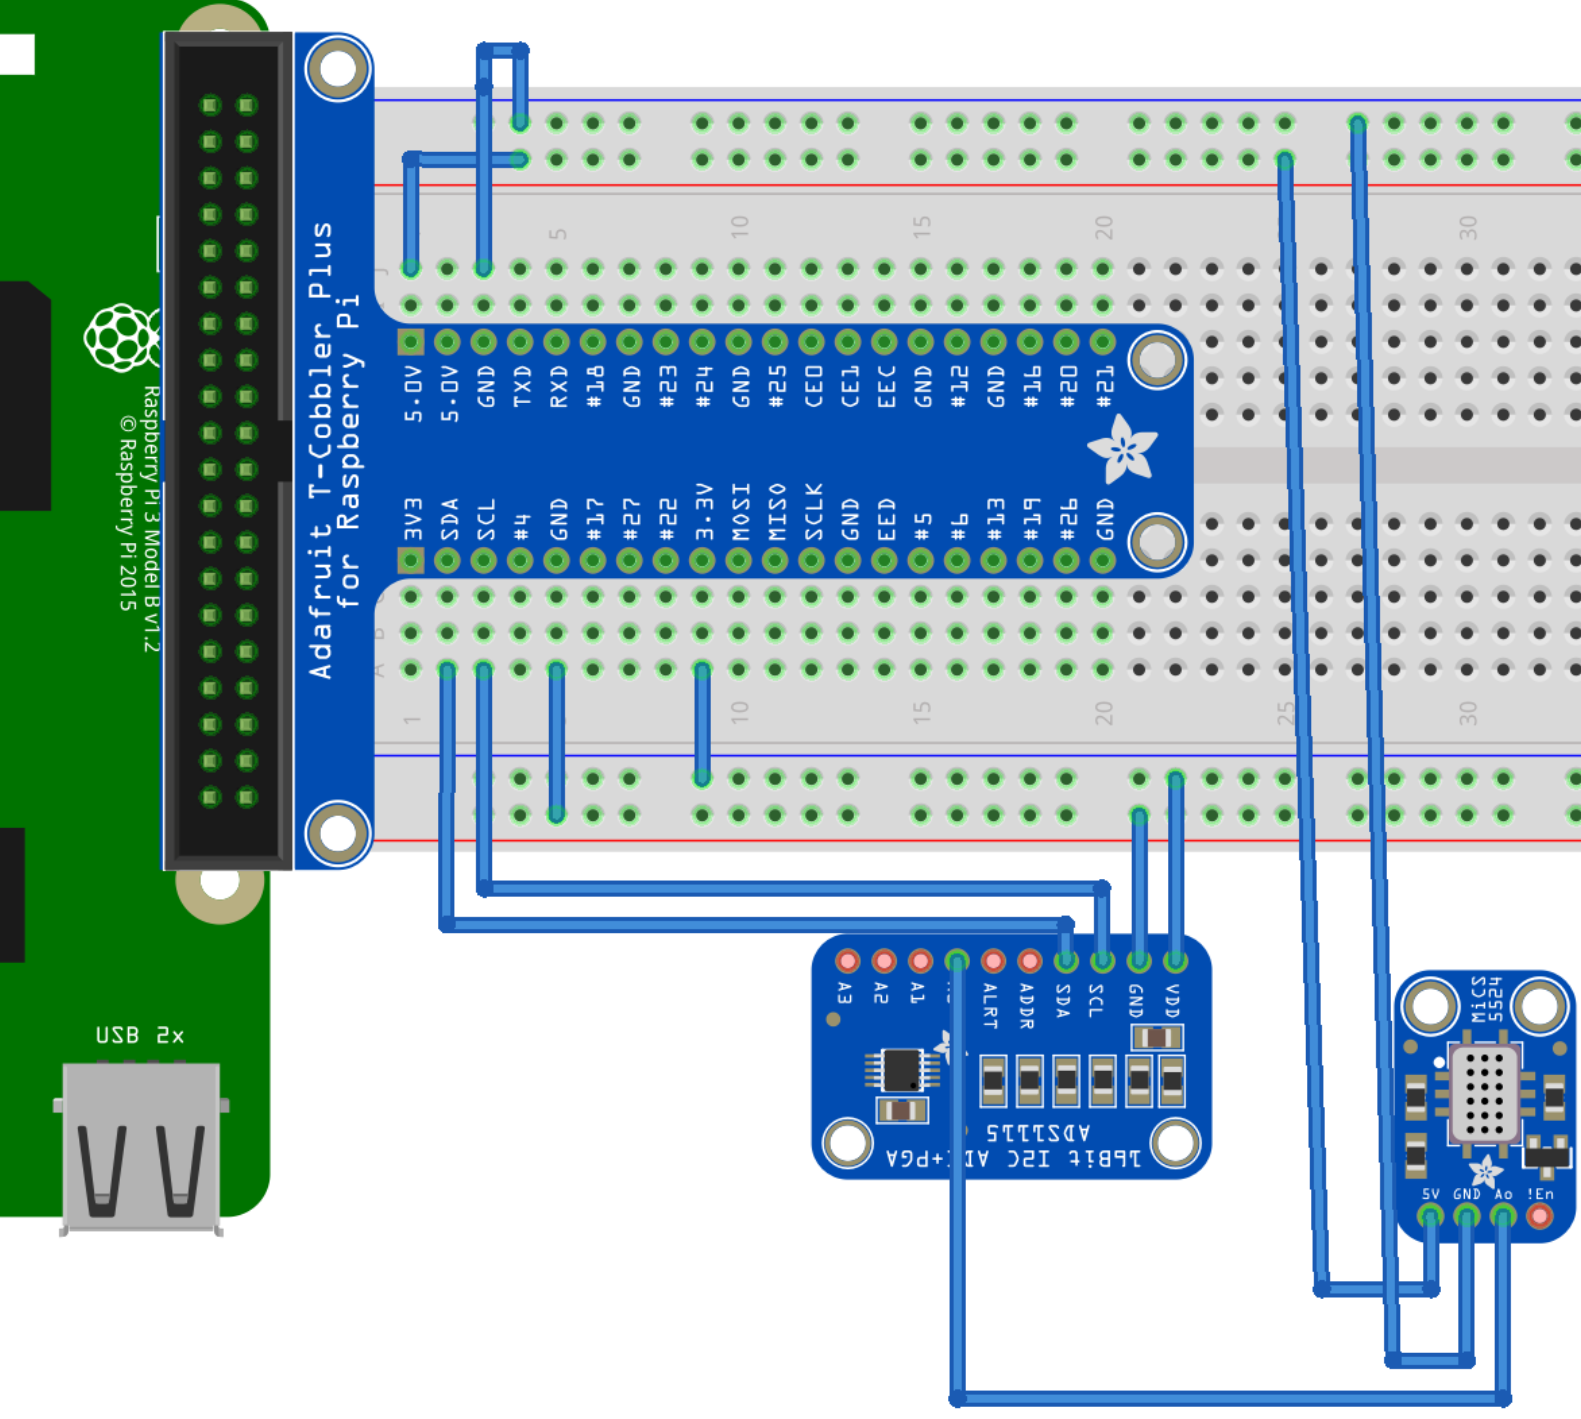 Adafruit T-Cobbler Plus
for Raspberry Pi
Raspberry Pi 3 Model B v1.2
© Raspberry Pi 2015
USB 2x
5 10 15 20 30
J
5.0V 5.0V GND TXD RXD #18 GND #23 #24 GND #25 CE0 CE1 EEC GND #12 GND #16 #20 #21
3V3 SDA SCL #4 GND #17 #27 #22 3.3V MOSI MISO SCLK GND EED #5 #6 #13 #19 #26 GND
B
A
1 10 15 20 25 30
A3 A2 A1 ALRT ADDR SDA SCL GND VDD
ADS1115
16Bit I2C ADC+PGA
MiCS
5524
5V GND Ao !En